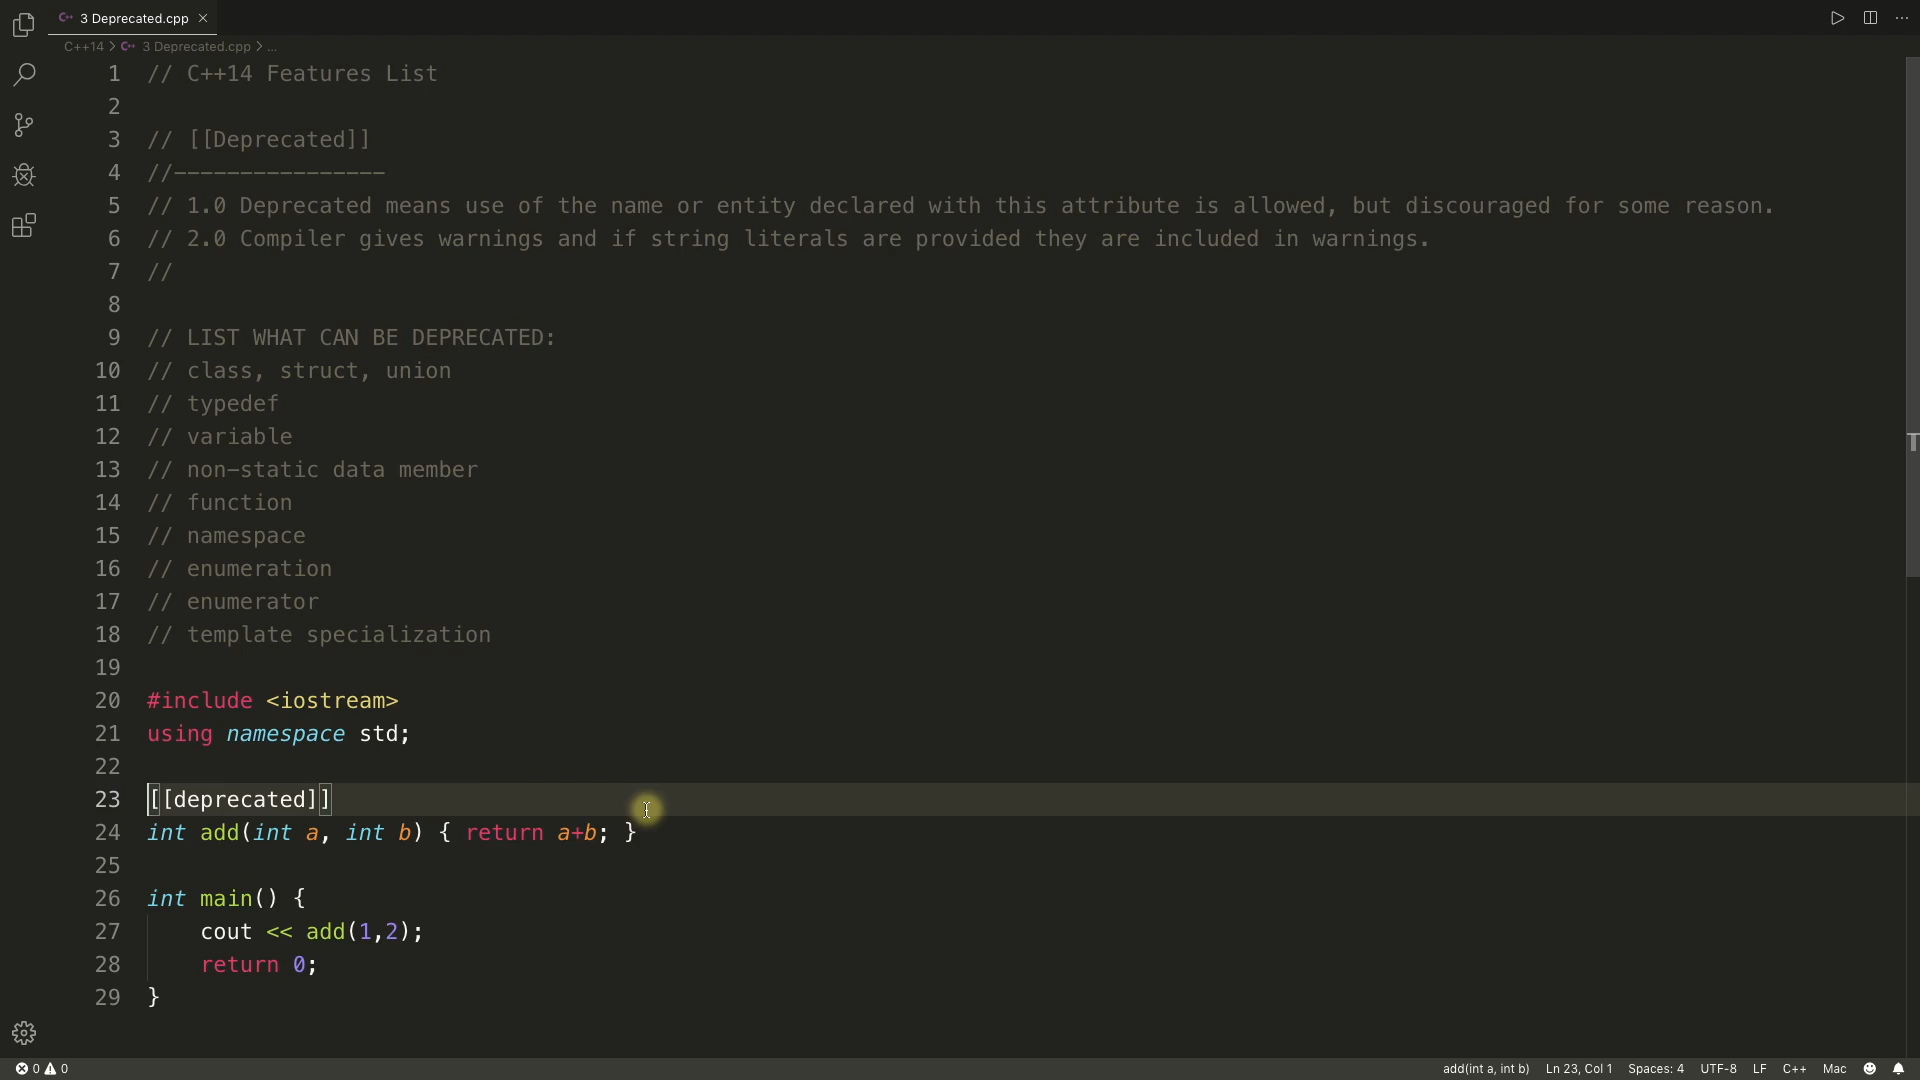 3 Deprecated.cpp
C++14 > 3 Deprecated.cpp > ...
1 // C++14 Features List
2
3 // [[Deprecated]]
4 //----------------
5 // 1.0 Deprecated means use of the name or entity declared with this attribute is allowed, but discouraged for some reason.
6 // 2.0 Compiler gives warnings and if string literals are provided they are included in warnings.
7 //
8
9 // LIST WHAT CAN BE DEPRECATED:
10 // class, struct, union
11 // typedef
12 // variable
13 // non-static data member
14 // function
15 // namespace
16 // enumeration
17 // enumerator
18 // template specialization
19
20 #include <iostream>
21 using namespace std;
22
23 [[deprecated]]
24 int add(int a, int b) { return a+b; }
25
26 int main() {
27     cout << add(1,2);
28     return 0;
29 }
0 0 add(int a, int b) Ln 23, Col 1 Spaces: 4 UTF-8 LF C++ Mac